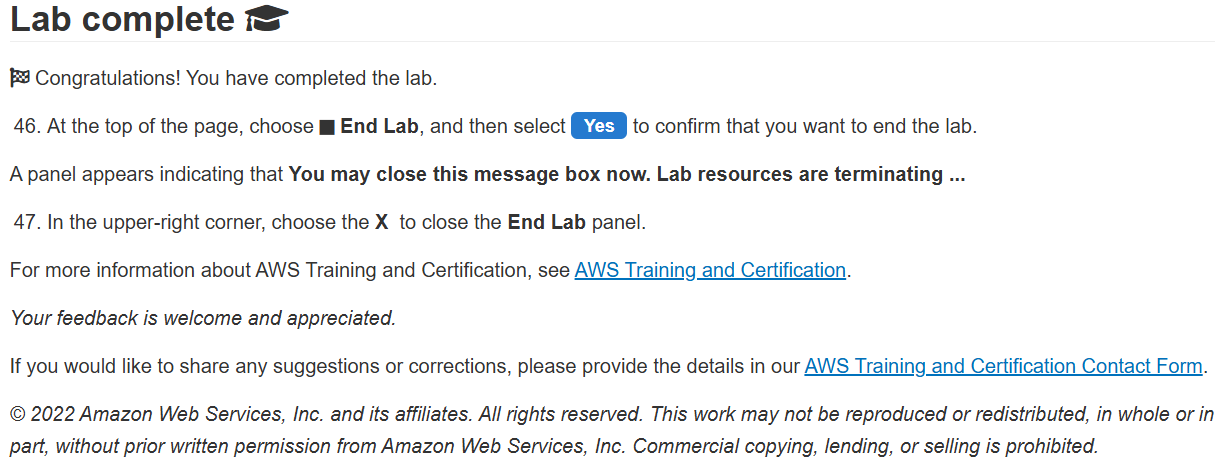 Lab complete
Congratulations! You have completed the lab.
46. At the top of the page, choose End Lab, and then select Yes to confirm that you want to end the lab.
A panel appears indicating that You may close this message box now. Lab resources are terminating ...
47. In the upper-right corner, choose the X to close the End Lab panel.
For more information about AWS Training and Certification, see AWS Training and Certification.
Your feedback is welcome and appreciated.
If you would like to share any suggestions or corrections, please provide the details in our AWS Training and Certification Contact Form.
© 2022 Amazon Web Services, Inc. and its affiliates. All rights reserved. This work may not be reproduced or redistributed, in whole or in
part, without prior written permission from Amazon Web Services, Inc. Commercial copying, lending, or selling is prohibited.